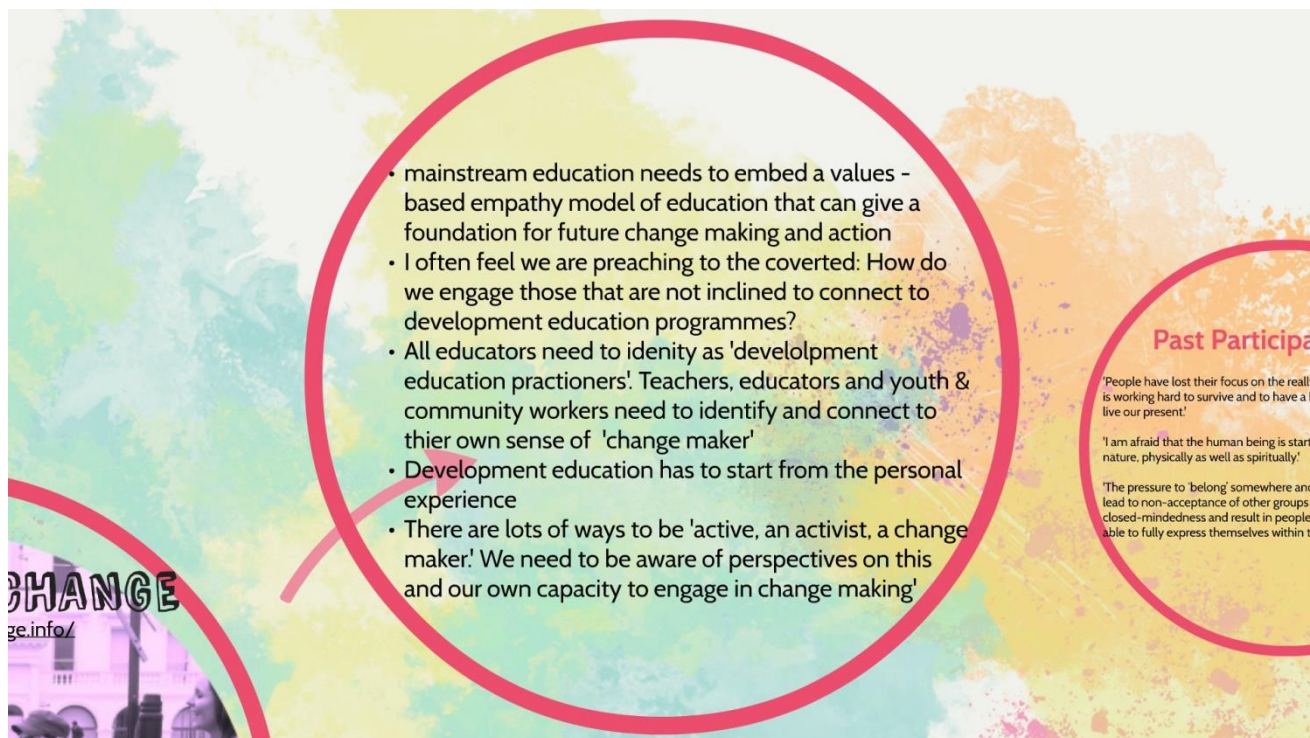 • mainstream education needs to embed a values -
based empathy model of education that can give a
foundation for future change making and action
• I often feel we are preaching to the coverted: How do
we engage those that are not inclined to connect to
development education programmes?
• All educators need to idenity as 'develolpment
education practioners'. Teachers, educators and youth &
community workers need to identify and connect to
thier own sense of 'change maker'
• Development education has to start from the personal
experience
• There are lots of ways to be 'active, an activist, a change
maker.' We need to be aware of perspectives on this
and our own capacity to engage in change making'
CHANGE
ge.info/
Past Participa
'People have lost their focus on the reall
is working hard to survive and to have a
live our present.'
'I am afraid that the human being is start
nature, physically as well as spiritually.'
'The pressure to 'belong' somewhere and
lead to non-acceptance of other groups
closed-mindedness and result in people
able to fully express themselves within t